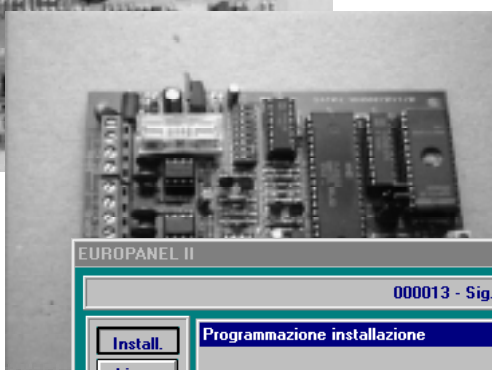 EUROPANEL II
000013 - Sig.
Install.
Programmazione installazione